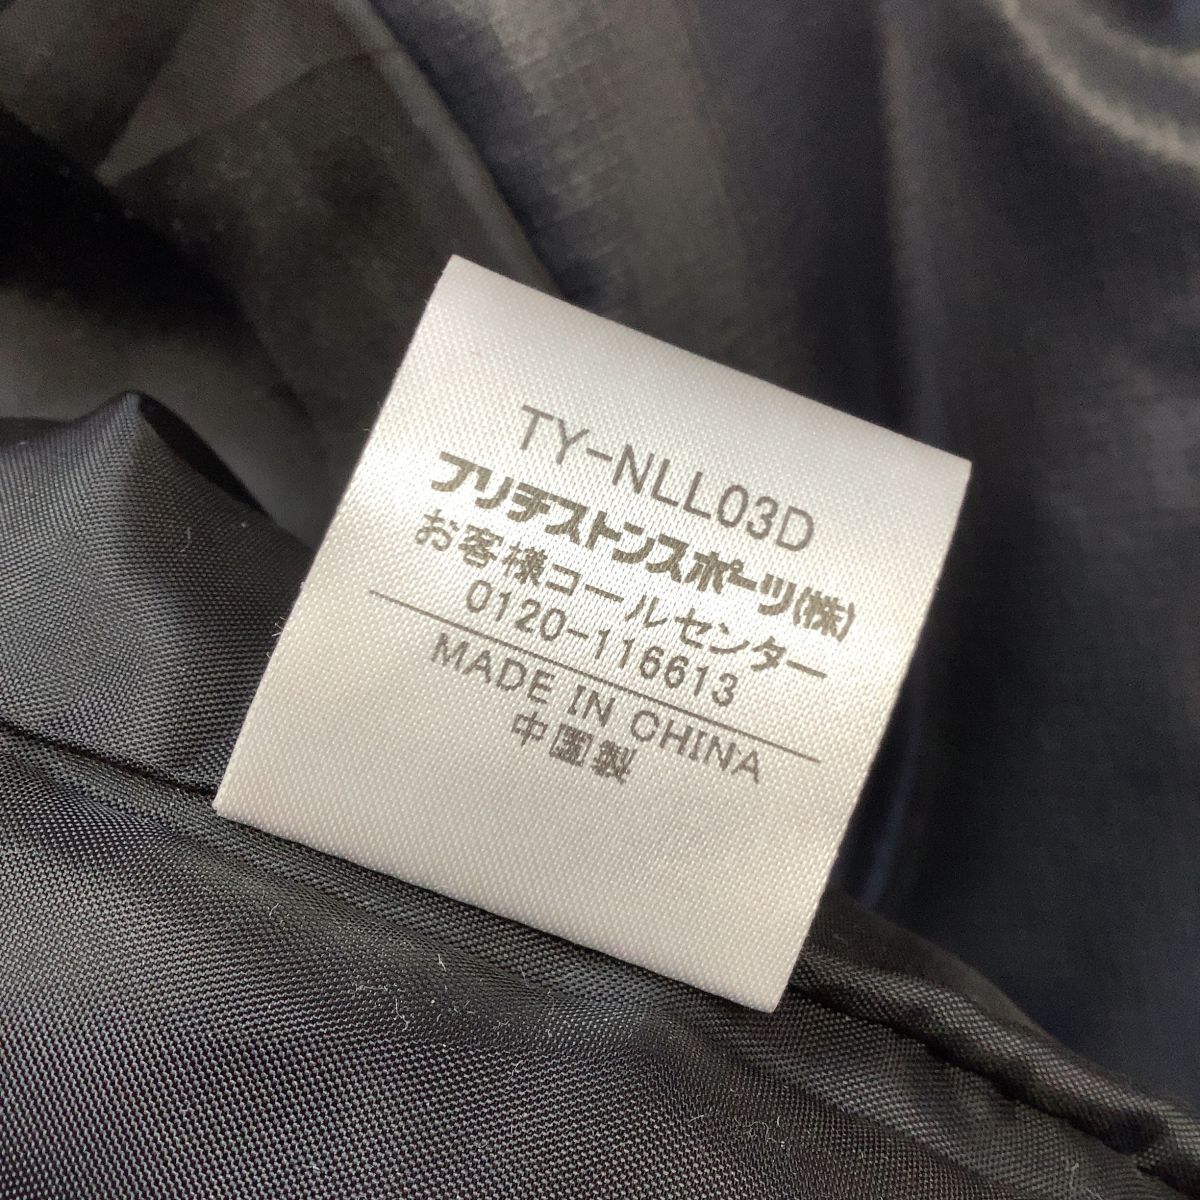 TY-NLL03D
ブリヂストンスポーツ(株)
お客様コールセンター
0120-116613
MADE IN CHINA
中国製